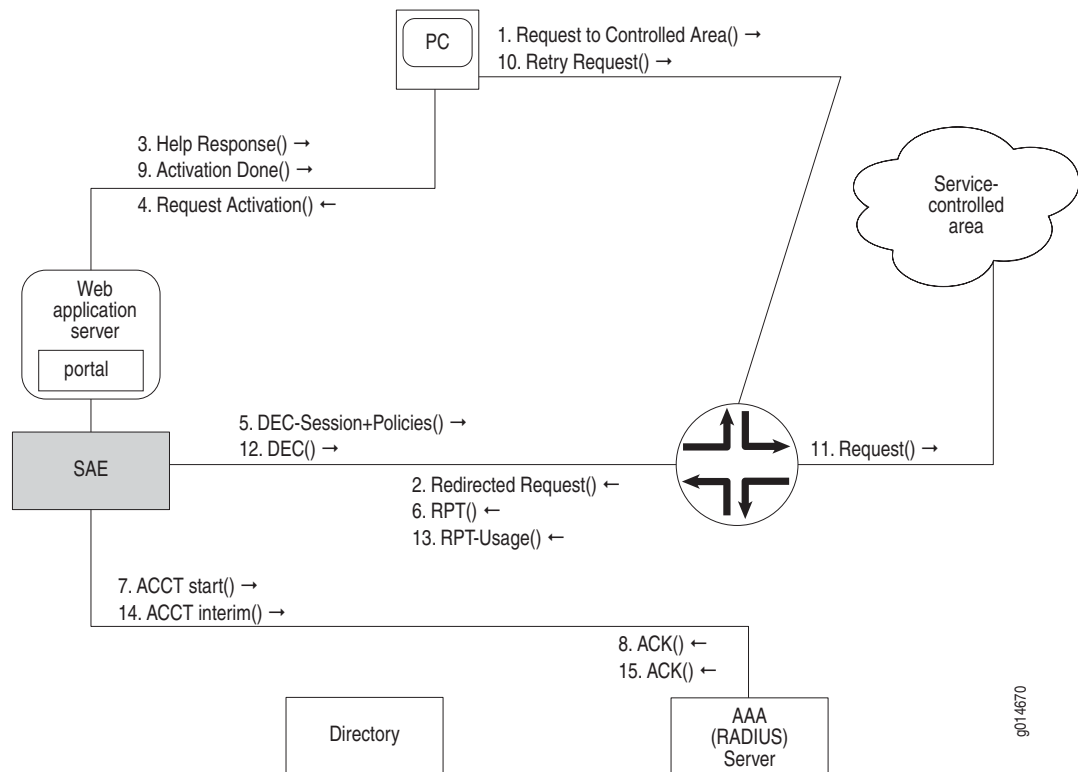 PC
1. Request to Controlled Area() →
10. Retry Request() →
3. Help Response() →
9. Activation Done() →
4. Request Activation() ←
Service-
controlled
area
Web
application
server
portal
5. DEC-Session+Policies() →
12. DEC() →
SAE
11. Request() →
2. Redirected Request() ←
6. RPT() ←
13. RPT-Usage() ←
7. ACCT start() →
14. ACCT interim() →
8. ACK() ←
15. ACK() ←
Directory
AAA
(RADIUS)
Server
g014670